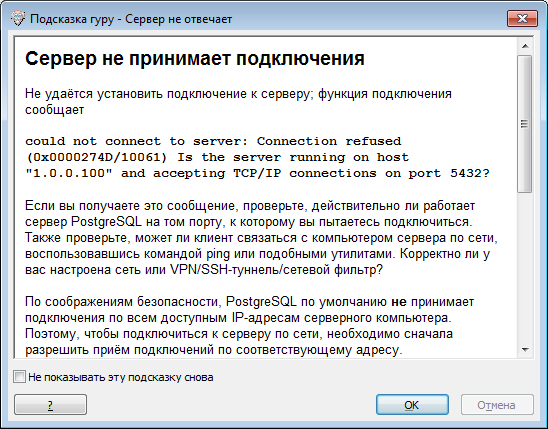 Подсказка гуру - Сервер не отвечает
Сервер не принимает подключения
Не удаётся установить подключение к серверу; функция подключения
сообщает
could not connect to server: Connection refused
(0x0000274D/10061) Is the server running on host
"1.0.0.100" and accepting TCP/IP connections on port 5432?
Если вы получаете это сообщение, проверьте, действительно ли работает
сервер PostgreSQL на том порту, к которому вы пытаетесь подключиться.
Также проверьте, может ли клиент связаться с компьютером сервера по сети,
воспользовавшись командой ping или подобными утилитами. Корректно ли у
вас настроена сеть или VPN/SSH-туннель/сетевой фильтр?
По соображениям безопасности, PostgreSQL по умолчанию не принимает
подключения по всем доступным IP-адресам серверного компьютера.
Поэтому, чтобы подключиться к серверу по сети, необходимо сначала
разрешить приём подключений по соответствующему адресу.
Не показывать эту подсказку снова
?
OK
Отмена